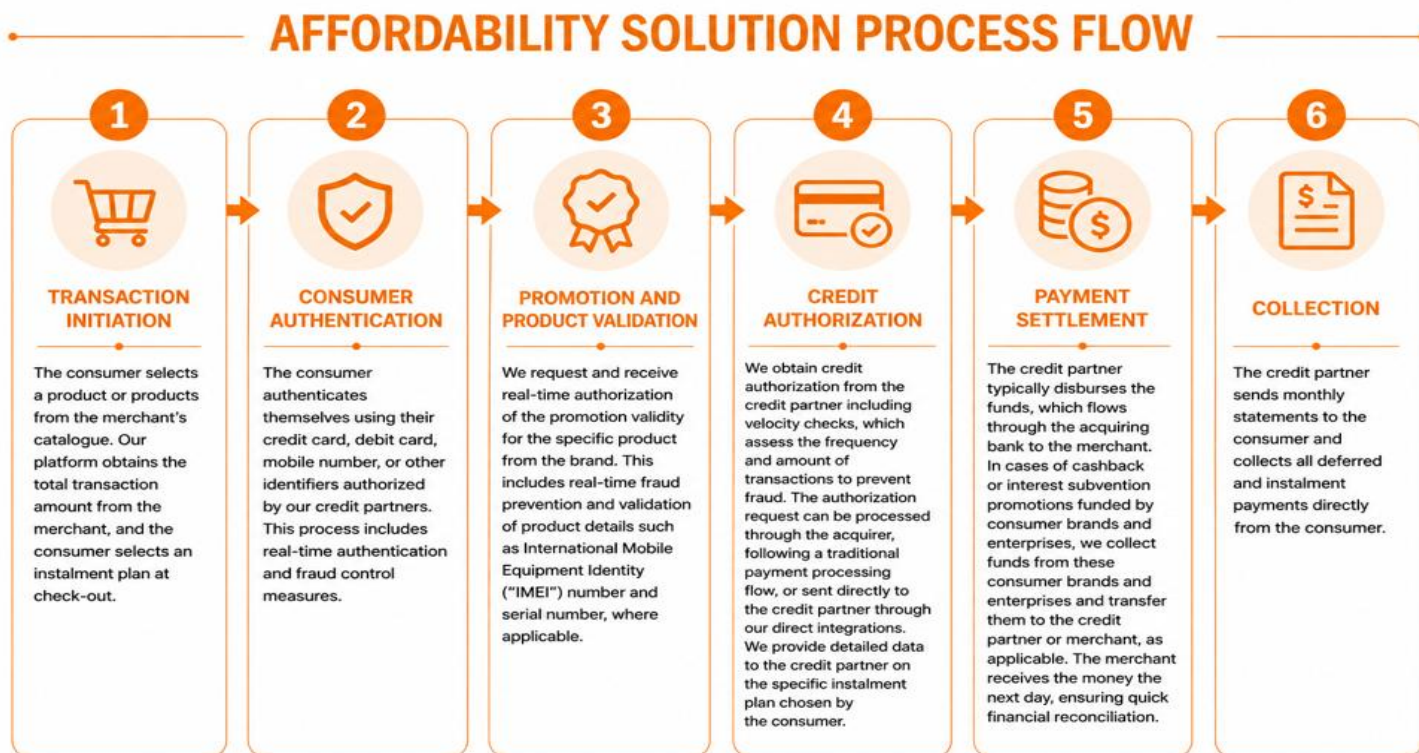 AFFORDABILITY SOLUTION PROCESS FLOW
1
TRANSACTION
INITIATION
The consumer selects
a product or products
from the merchant's
catalogue. Our
platform obtains the
total transaction
amount from the
merchant, and the
consumer selects an
instalment plan at
check-out.
2
CONSUMER
AUTHENTICATION
The consumer
authenticates
themselves using their
credit card, debit card,
mobile number, or other
identifiers authorized
by our credit partners.
This process includes
real-time authentication
and fraud control
measures.
3
PROMOTION AND
PRODUCT VALIDATION
We request and receive
real-time authorization
of the promotion validity
for the specific product
from the brand. This
includes real-time fraud
prevention and validation
of product details such
as International Mobile
Equipment Identity
("IMEI") number and
serial number, where
applicable.
4
CREDIT
AUTHORIZATION
We obtain credit
authorization from the
credit partner including
velocity checks, which
assess the frequency
and amount of
transactions to prevent
fraud. The authorization
request can be processed
through the acquirer,
following a traditional
payment processing
flow, or sent directly to
the credit partner through
our direct integrations.
We provide detailed data
to the credit partner on
the specific instalment
plan chosen by
the consumer.
5
$
PAYMENT
SETTLEMENT
The credit partner
typically disburses the
funds, which flows
through the acquiring
bank to the merchant.
In cases of cashback
or interest subvention
promotions funded by
consumer brands and
enterprises, we collect
funds from these
consumer brands and
enterprises and transfer
them to the credit
partner or merchant, as
applicable. The merchant
receives the money the
next day, ensuring quick
financial reconciliation.
6
$
COLLECTION
The credit partner
sends monthly
statements to the
consumer and
collects all deferred
and instalment
payments directly
from the consumer.